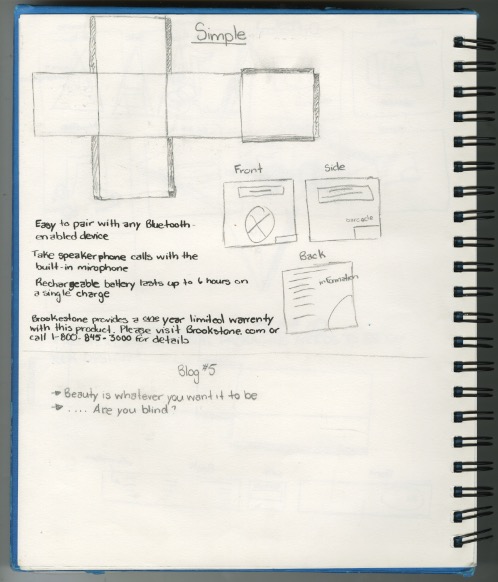 Simple
Front
Side
barcode
Easy to pair with any Bluetooth-
enabled device
Take speakerphone calls with the
built-in mirophone
Rechargeable battery lasts up to 6 hours on
a single charge
Back
information
Brookestone provides a one year limited warrenty
with this product. Please visit Brookstone.com or
call 1-800-845-3000 for details
Blog #5
→ Beauty is whatever you want it to be
→ .... Are you blind?